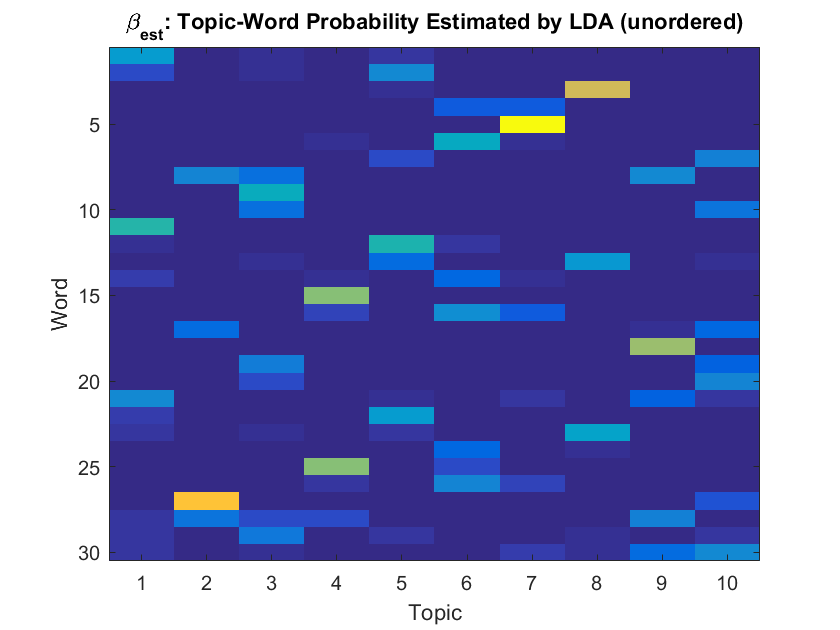 β_est: Topic-Word Probability Estimated by LDA (unordered)
5
10
15
20
25
30
Word
1 2 3 4 5 6 7 8 9 10
Topic